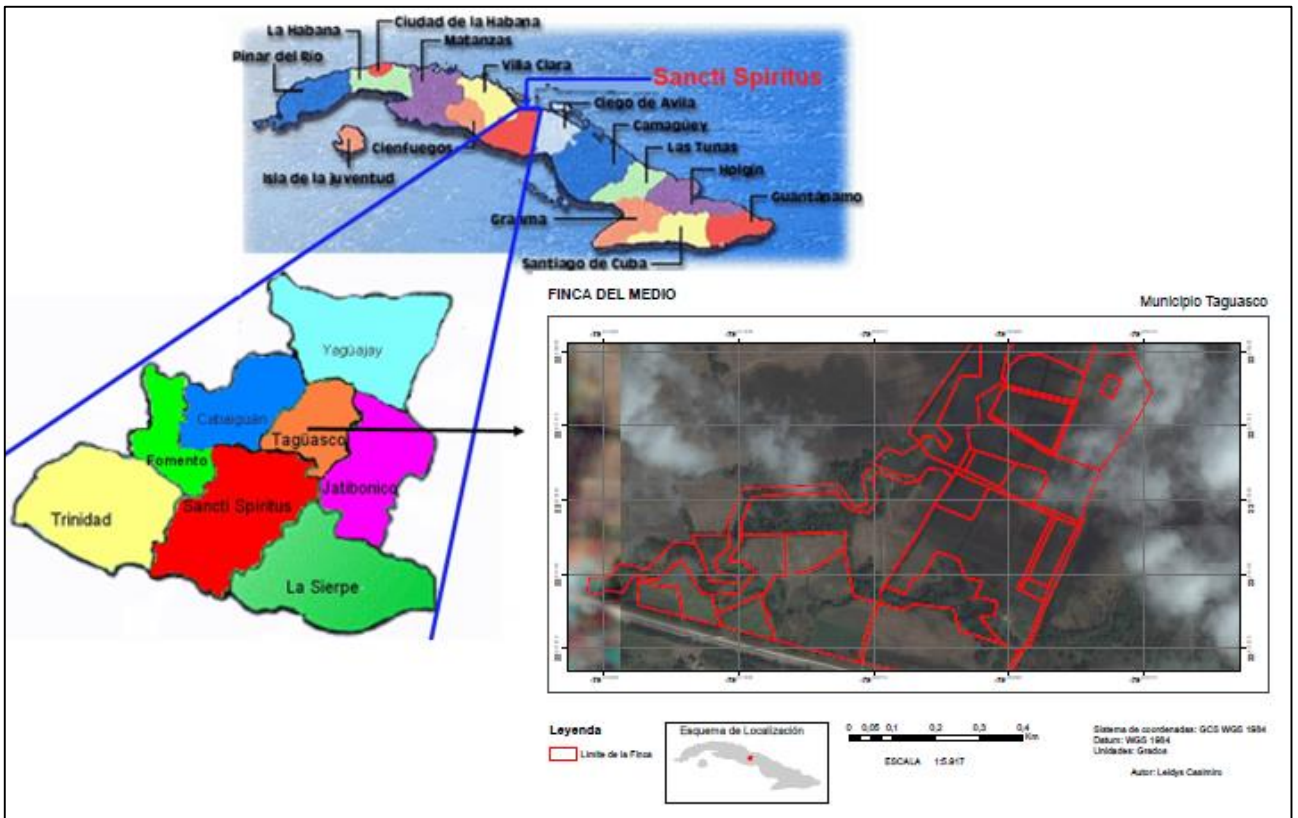 Ciudad de la Habana
La Habana
Matanzas
Pinar del Río
Villa Clara
Sancti Spiritus
Ciego de Avila
Camagüey
Cienfuegos
Las Tunas
Isla de la Juventud
Holgin
Guantánamo
Granma
Santiago de Cuba
FINCA DEL MEDIO
Municipio Taguasco
Yagüajay
Cabaiguán
Tagüasco
Fomento
Jatibonico
Sancti Spiritus
Trinidad
La Sierpe
Leyenda
Límite de la Finca
Esquema de Localización
0 0,05 0,1 0,2 0,3 0,4
Km
ESCALA 1:5.917
Sistema de coordenadas: GCS WGS 1984
Datum: WGS 1984
Unidades: Grados
Autor: Leidys Casimiro